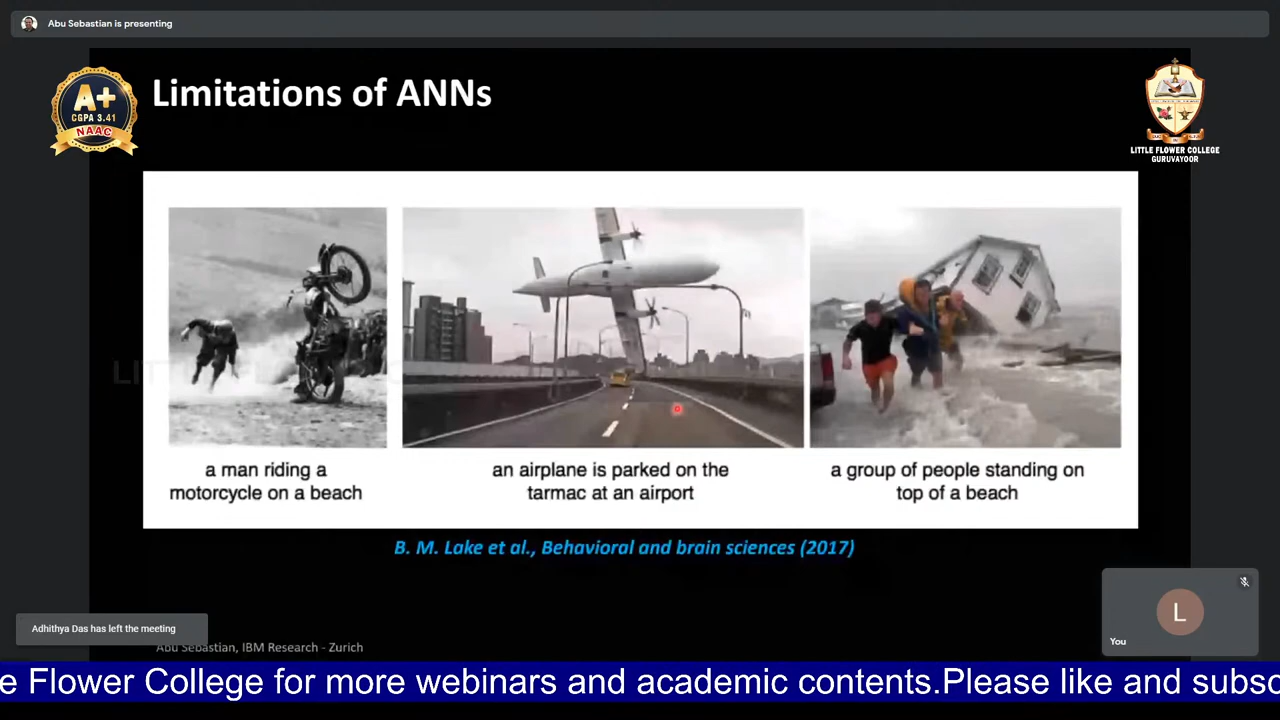 Abu Sebastian is presenting
A+
CGPA 3.41
NAAC
Limitations of ANNs
LITTLE FLOWER COLLEGE
GURUVAYOOR
a man riding a
motorcycle on a beach
an airplane is parked on the
tarmac at an airport
a group of people standing on
top of a beach
B. M. Lake et al., Behavioral and brain sciences (2017)
L
You
Adhithya Das has left the meeting
Abu Sebastian, IBM Research - Zurich
e Flower College for more webinars and academic contents.Please like and subsc